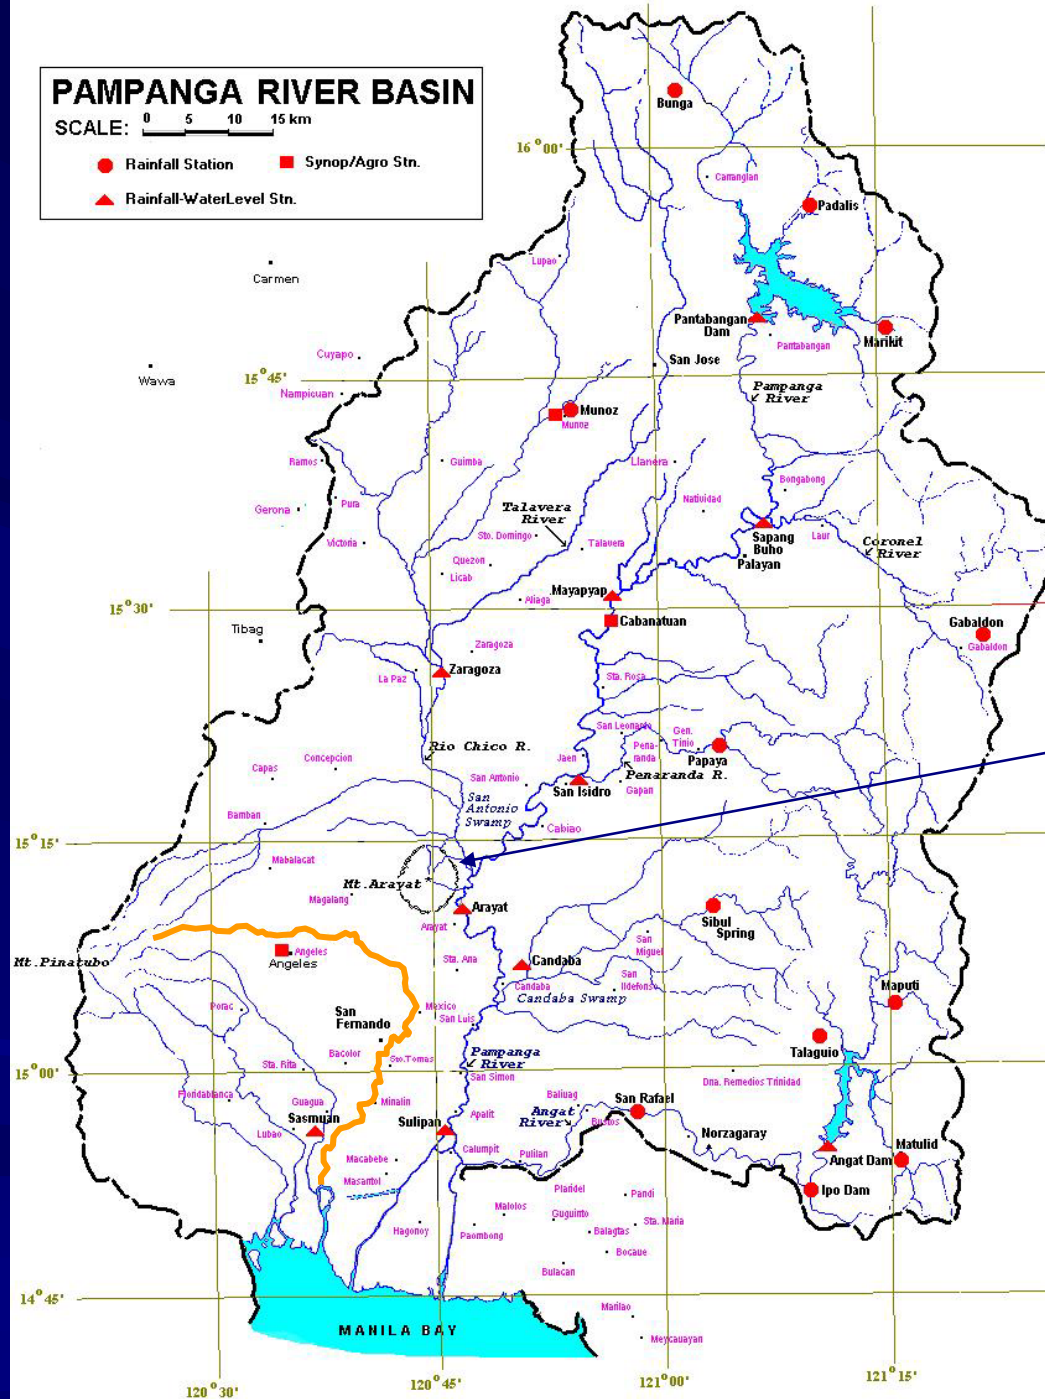 PAMPANGA RIVER BASIN
SCALE: 0 5 10 15 km
Rainfall Station
Synop/Agro Stn.
Rainfall-WaterLevel Stn.
Bunga
16°00'
Carranglan
Padalis
Lupao
Carmen
Pantabangan
Dam
Pantabangan
Marikit
Cuyapo
San Jose
Wawa
15°45'
Nampicuan
Pampanga
River
Munoz
Munoz
Ramos
Guimba
Llanera
Bongabong
Pura
Gerona
Natividad
Talavera
River
Victoria
Sto. Domingo
Talavera
Sapang
Buho
Laur
Coronel
River
Quezon
Licab
Palayan
Mayapyap
Aliaga
15°30'
Cabanatuan
Gabaldon
Gabaldon
Tibag
Zaragoza
Zaragoza
La Paz
Sta. Rosa
San Leonardo
Gen.
Tinio
Rio Chico R.
Pena-
randa
Papaya
Jaen
Concepcion
Capas
San Antonio
San Isidro
Penaranda R.
Gapan
San
Antonio
Swamp
Bamban
Cabiao
15°15'
Mabalacat
Mt.Arayat
Magalang
Arayat
Arayat
Sibul
Spring
San
Miguel
Mt.Pinatubo
Angeles
Angeles
Sta. Ana
Candaba
Candaba
San
Ildefonso
Candaba Swamp
Maputi
Porac
San
Fernando
Mexico
San Luis
Talaguio
Bacolor
Sto.Tomas
Pampanga
River
Sta. Rita
15°00'
San Simon
Dna. Remedios Trinidad
Floridablanca
Guagua
Minalin
Apalit
Baliuag
San Rafael
Angat
River
Bustos
Sasmuan
Lubao
Sulipan
Norzagaray
Matulid
Calumpit
Pulilan
Angat Dam
Macabebe
Masantol
Ipo Dam
Plaridel
Pandi
Malolos
Guguinto
Sta. Maria
Hagonoy
Paombong
Balagtas
Bocaue
Bulacan
14°45'
Marilao
MANILA BAY
Meycauayan
120°30'
120°45'
121°00'
121°15'